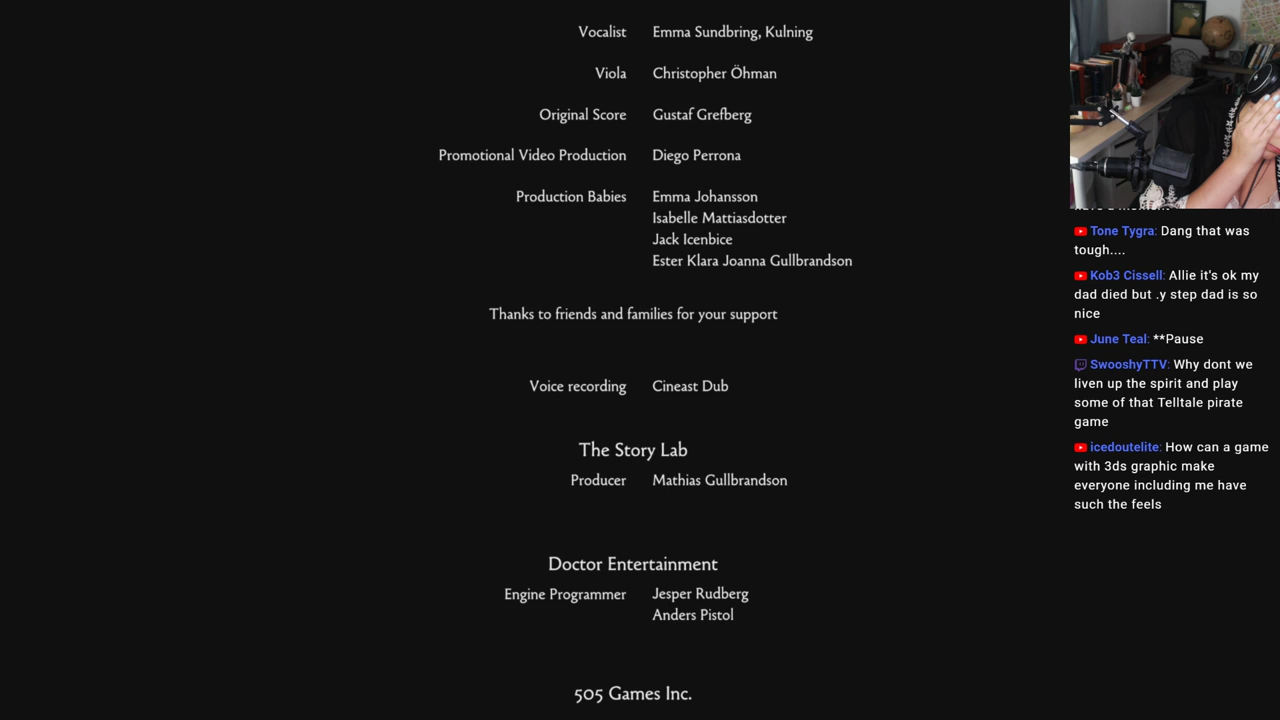 Vocalist Emma Sundbring, Kulning
Viola Christopher Öhman
Original Score Gustaf Grefberg
Promotional Video Production Diego Perrona
Production Babies Emma Johansson
Isabelle Mattiasdotter
Jack Icenbice
Ester Klara Joanna Gullbrandson
Thanks to friends and families for your support
Voice recording Cineast Dub
The Story Lab
Producer Mathias Gullbrandson
Doctor Entertainment
Engine Programmer Jesper Rudberg
Anders Pistol
505 Games Inc.
Tone Tygra: Dang that was
tough....
Kob3 Cissell: Allie it's ok my
dad died but .y step dad is so
nice
June Teal: **Pause
SwooshyTTV: Why dont we
liven up the spirit and play
some of that Telltale pirate
game
icedoutelite: How can a game
with 3ds graphic make
everyone including me have
such the feels